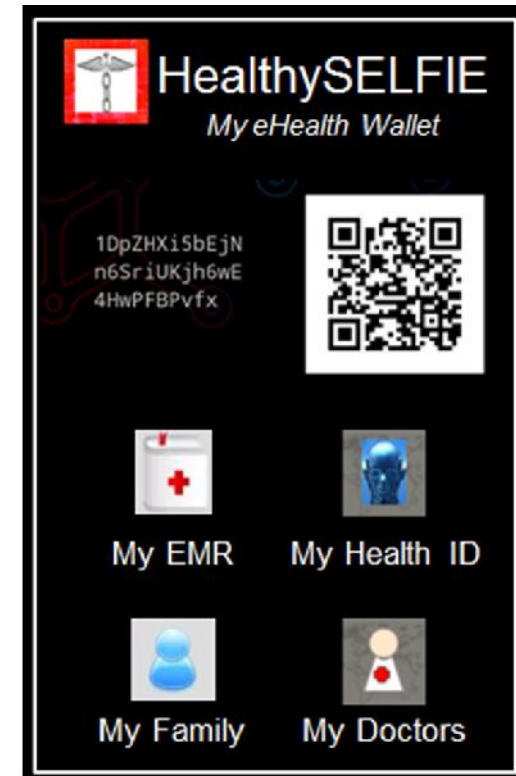 HealthySELFIE
My eHealth Wallet
1DpZHXi5bEjN
n6SriUKjh6wE
4HwPFBPvfx
My EMR
My Health ID
My Family
My Doctors